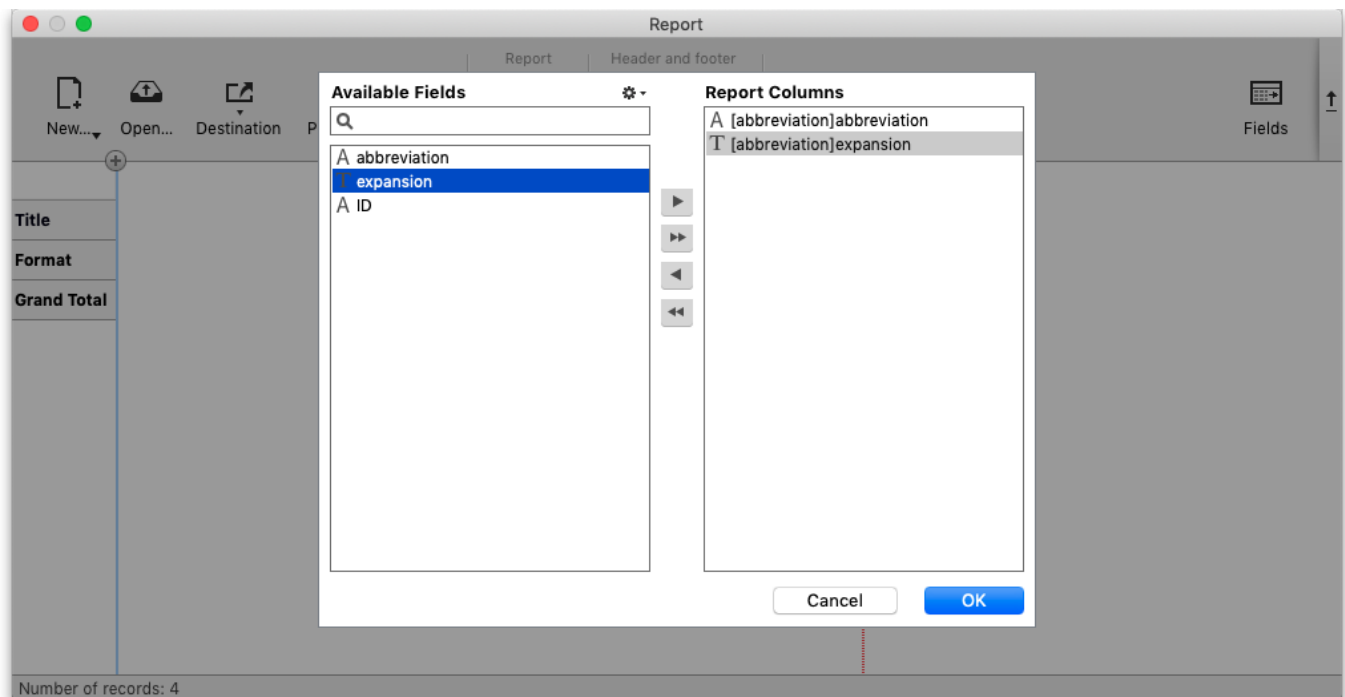 Report
Report
Header and footer
New...
Open...
Destination
P
Fields
Available Fields
abbreviation
expansion
ID
Report Columns
[abbreviation]abbreviation
[abbreviation]expansion
Title
Format
Grand Total
Cancel
OK
Number of records: 4